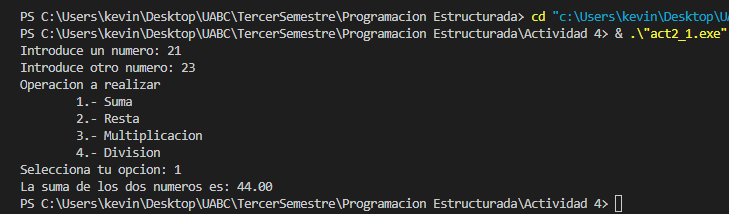 PS C:\Users\kevin\Desktop\UABC\TercerSemestre\Programacion Estructurada> cd "c:\Users\kevin\Desktop\UA
PS C:\Users\kevin\Desktop\UABC\TercerSemestre\Programacion Estructurada\Actividad 4> & .\"act2_1.exe"
Introduce un numero: 21
Introduce otro numero: 23
Operacion a realizar
1.- Suma
2.- Resta
3.- Multiplicacion
4.- Division
Selecciona tu opcion: 1
La suma de los dos numeros es: 44.00
PS C:\Users\kevin\Desktop\UABC\TercerSemestre\Programacion Estructurada\Actividad 4>